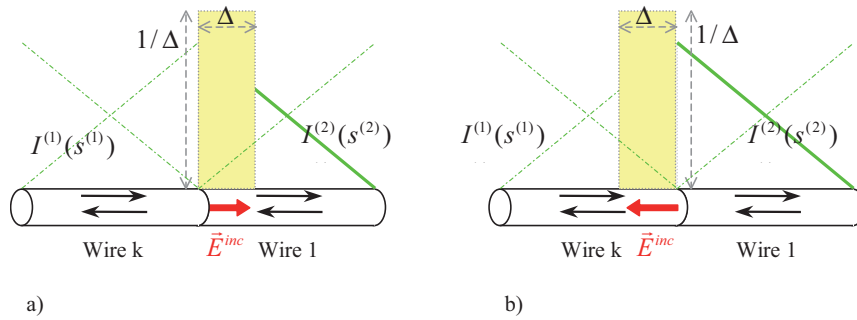 Δ
1/Δ
I⁽¹⁾(s⁽¹⁾)
I⁽²⁾(s⁽²⁾)
Wire k
E⃗ⁱⁿᶜ
Wire 1
a)
Δ
1/Δ
I⁽¹⁾(s⁽¹⁾)
I⁽²⁾(s⁽²⁾)
Wire k
E⃗ⁱⁿᶜ
Wire 1
b)